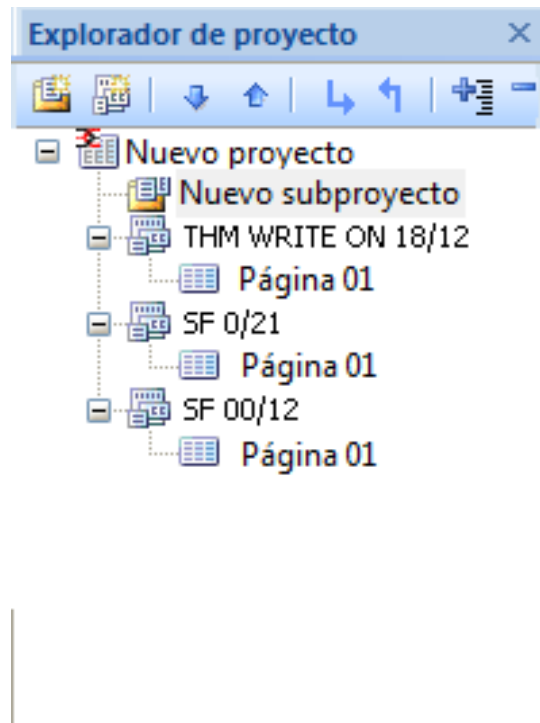 Explorador de proyecto
Nuevo proyecto
Nuevo subproyecto
THM WRITE ON 18/12
Página 01
SF 0/21
Página 01
SF 00/12
Página 01